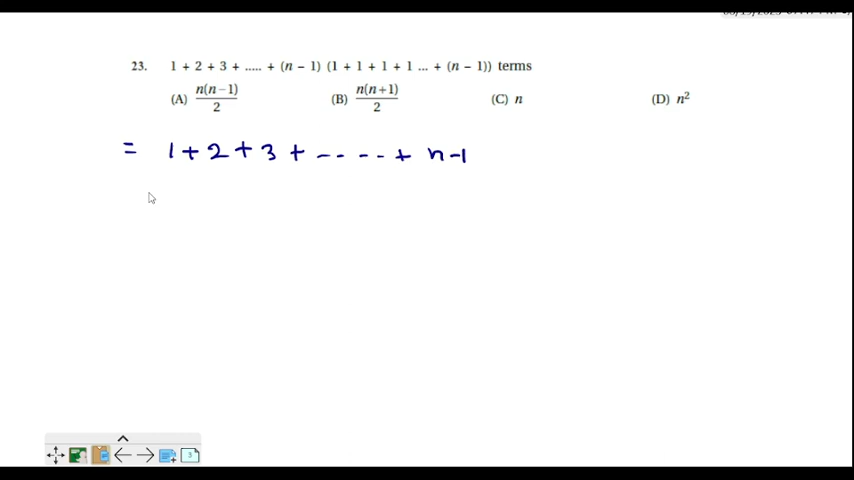 23. 1 + 2 + 3 + ..... + (n − 1) (1 + 1 + 1 + 1 ... + (n − 1)) terms
(A) n(n−1)/2 (B) n(n+1)/2 (C) n (D) n²
= 1 + 2 + 3 + ----- + n-1
3